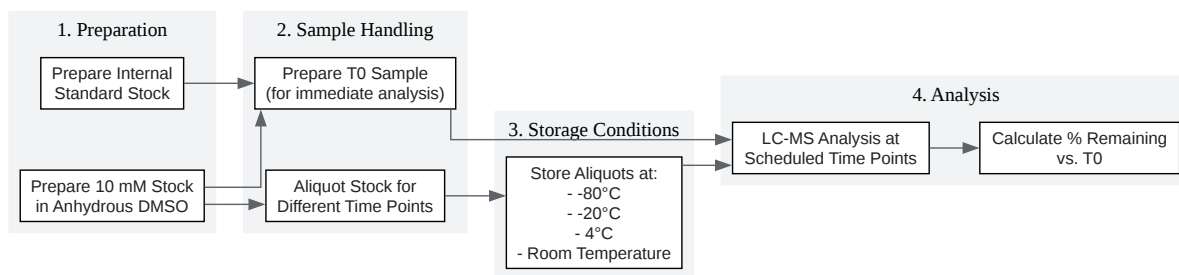 1. Preparation
Prepare Internal
Standard Stock
Prepare 10 mM Stock
in Anhydrous DMSO
2. Sample Handling
Prepare T0 Sample
(for immediate analysis)
Aliquot Stock for
Different Time Points
3. Storage Conditions
Store Aliquots at:
- -80°C
- -20°C
- 4°C
- Room Temperature
4. Analysis
LC-MS Analysis at
Scheduled Time Points
Calculate % Remaining
vs. T0